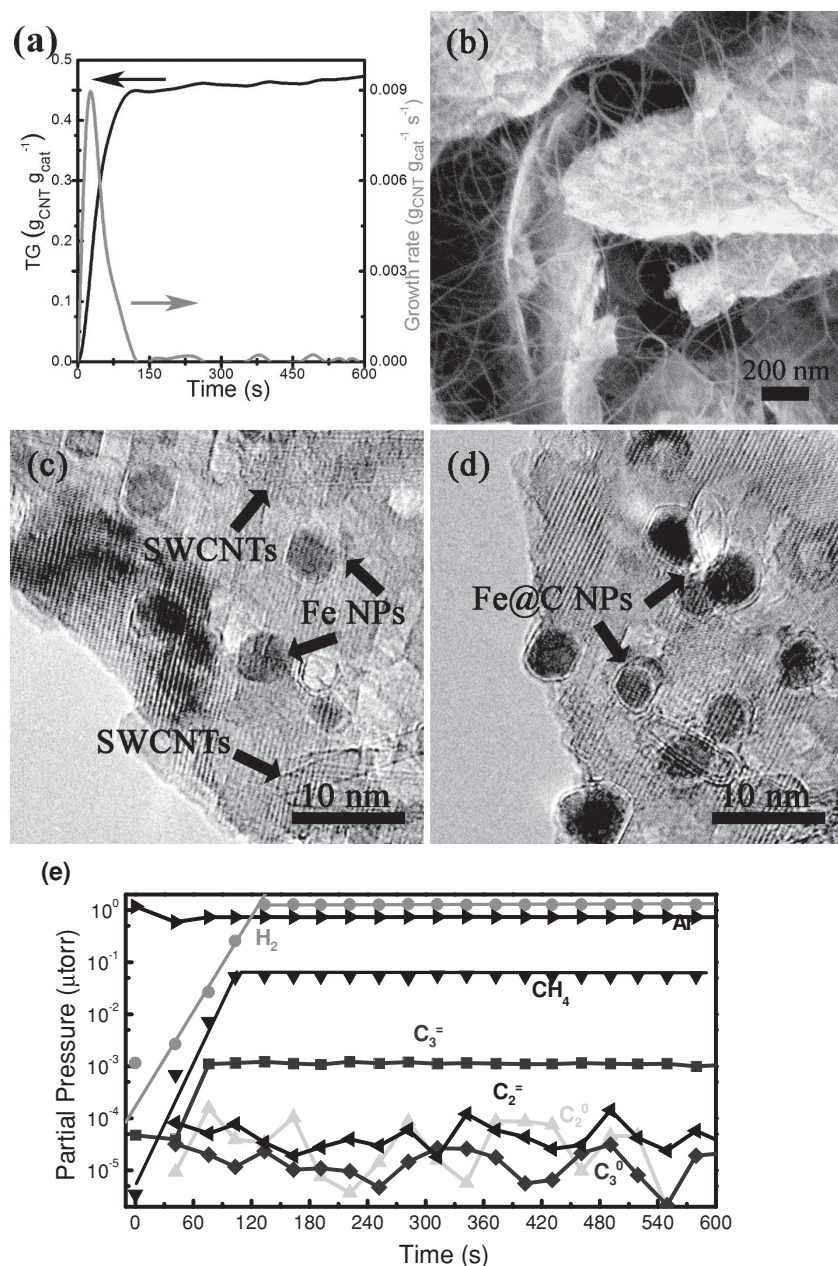 (a)
0.5
0.4
0.3
0.2
0.1
0.0
TG (gCNT gcat⁻¹)
0.009
0.006
0.003
0.000
Growth rate (gCNT gcat⁻¹ s⁻¹)
0 150 300 450 600
Time (s)
(b)
200 nm
(c)
SWCNTs
Fe NPs
SWCNTs
10 nm
(d)
Fe@C NPs
10 nm
(e)
10⁰
10⁻¹
10⁻²
10⁻³
10⁻⁴
10⁻⁵
Partial Pressure (μtorr)
H₂
Ar
CH₄
C₃⁼
C₂⁼
C₂⁰
C₃⁰
0 60 120 180 240 300 360 420 480 540 600
Time (s)